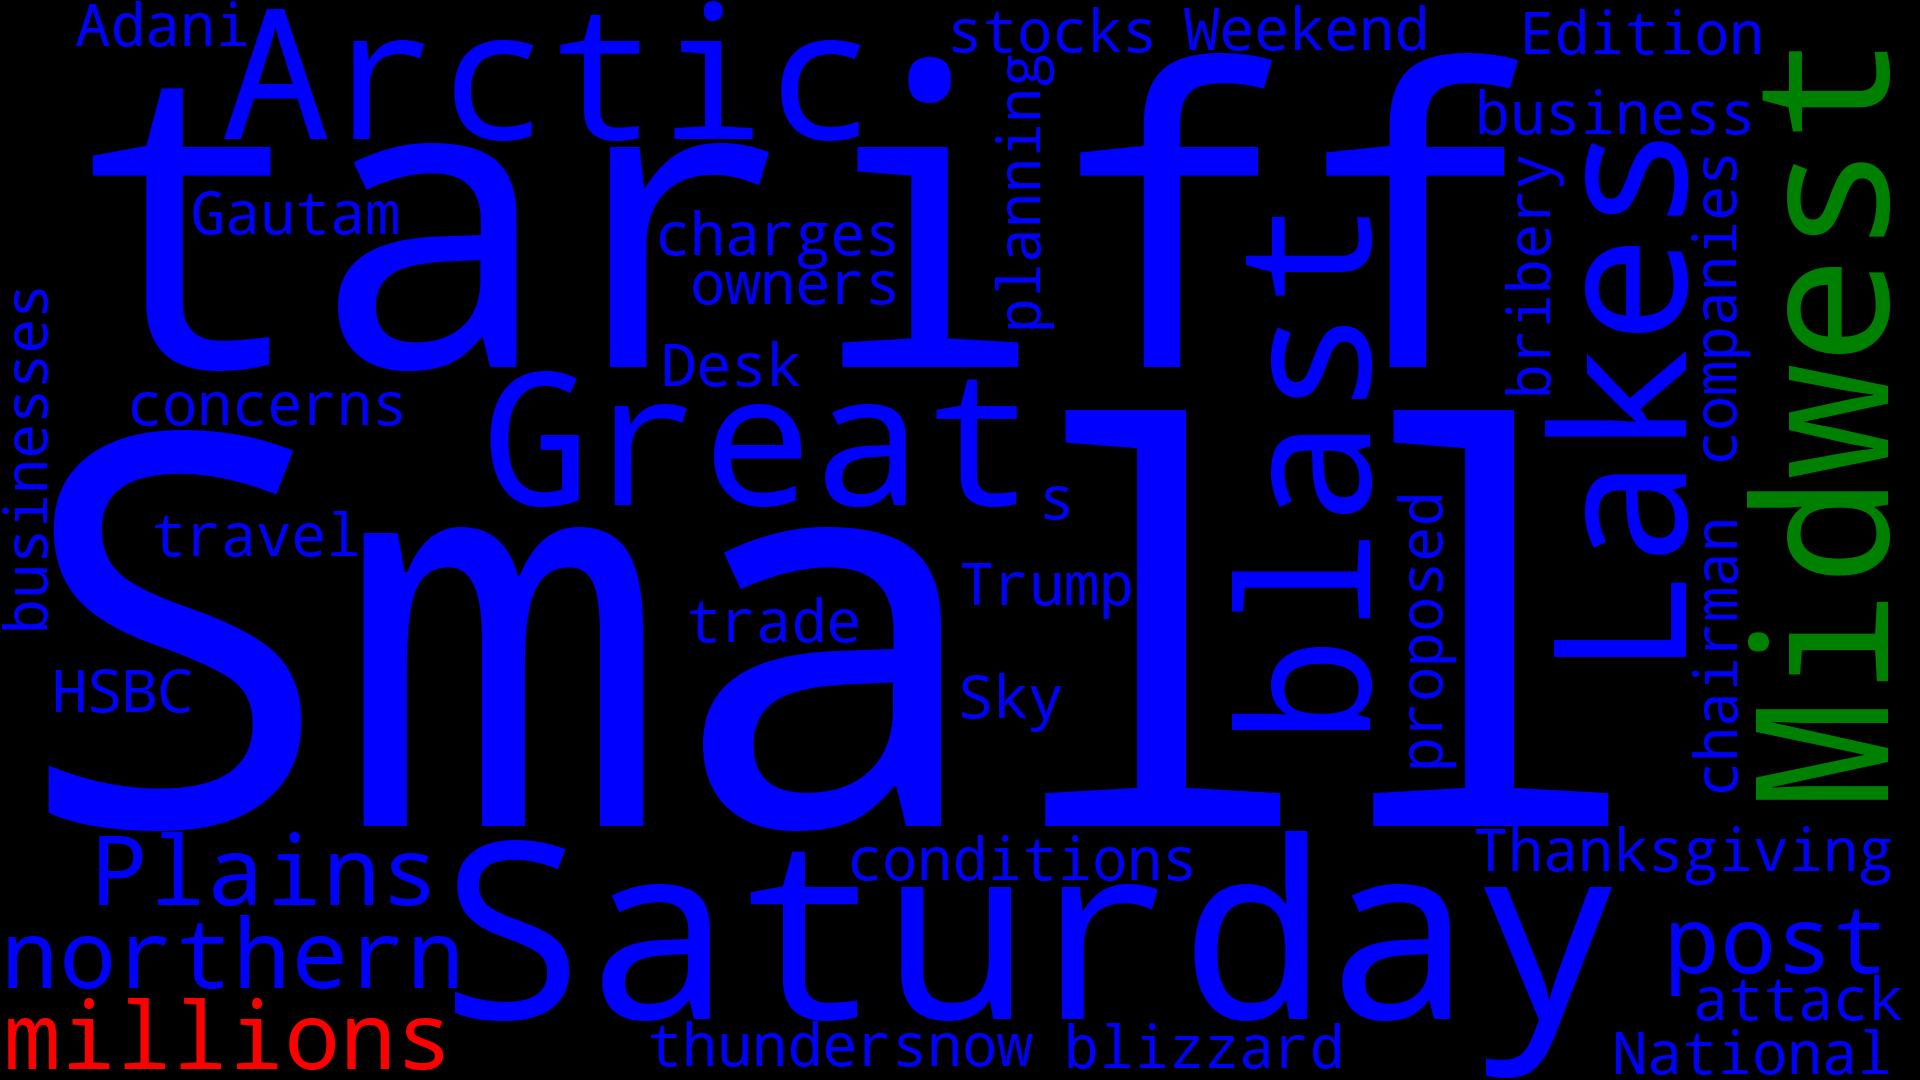 Adani
Arctic
stocks
Weekend
Edition
tariff
planning
business
Midwest
Gautam
charges
owners
blast
bribery
Lakes
companies
businesses
Desk
concerns
Great
s
travel
Small
Trump
trade
proposed
chairman
HSBC
Sky
Plains
Saturday
conditions
Thanksgiving
northern
post
millions
attack
thundersnow
blizzard
National